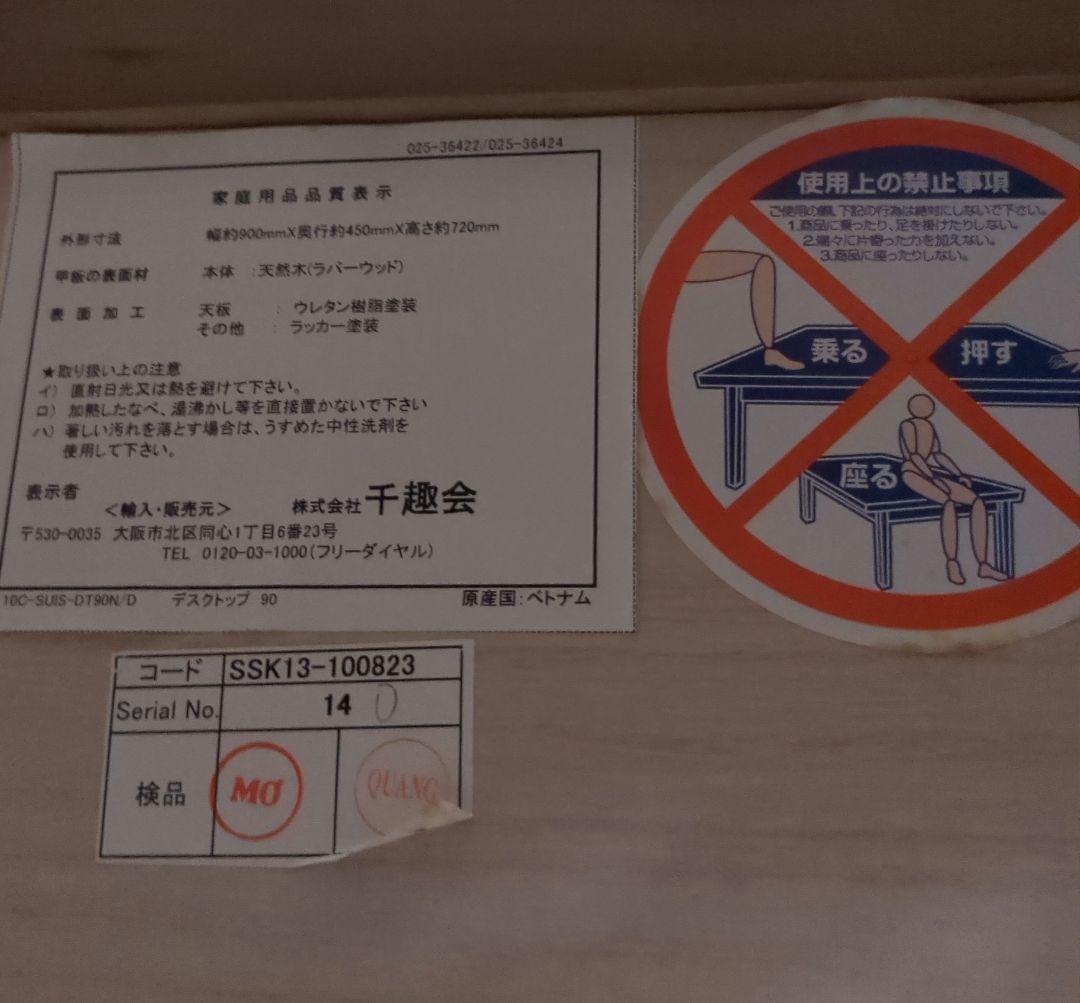 025-36422/025-36424
家庭用品品質表示
外形寸法 幅約900mmX奥行約450mmX高さ約720mm
甲板の表面材 本体 :天然木(ラバーウッド)
表面加工 天板 : ウレタン樹脂塗装
その他 : ラッカー塗装
★取り扱い上の注意
イ) 直射日光又は熱を避けて下さい。
ロ) 加熱したなべ、湯沸かし等を直接置かないで下さい
ハ) 著しい汚れを落とす場合は、うすめた中性洗剤を
使用して下さい。
表示者
<輸入・販売元> 株式会社千趣会
〒530-0035 大阪市北区同心1丁目6番23号
TEL 0120-03-1000(フリーダイヤル)
10C-SUIS-DT90N/D デスクトップ 90 原産国:ベトナム
使用上の禁止事項
ご使用の際、下記の行為は絶対にしないで下さい。
1.商品に乗ったり、足を掛けたりしない。
2.端々に片寄った力を加えない。
3.商品に座ったりしない。
乗る 押す
座る
コード SSK13-100823
Serial No. 14 0
検品 MƠ QUANG